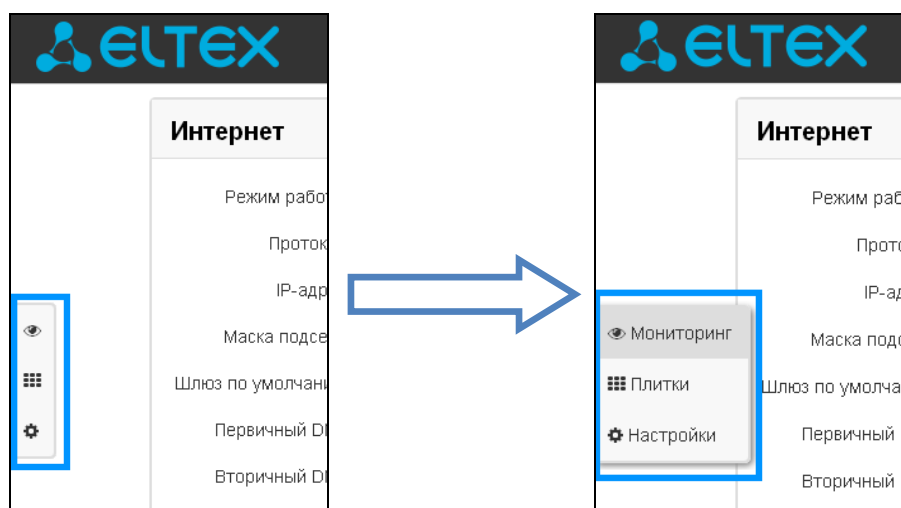 ELTEX
Интернет
Режим рабо
Проток
IP-адр
Маска подсе
Шлюз по умолчани
Первичный D
Вторичный D
ELTEX
Интернет
Режим раб
Прото
IP-ад
Мониторинг
Маска подс
Плитки
Шлюз по умолча
Настройки
Первичный
Вторичный